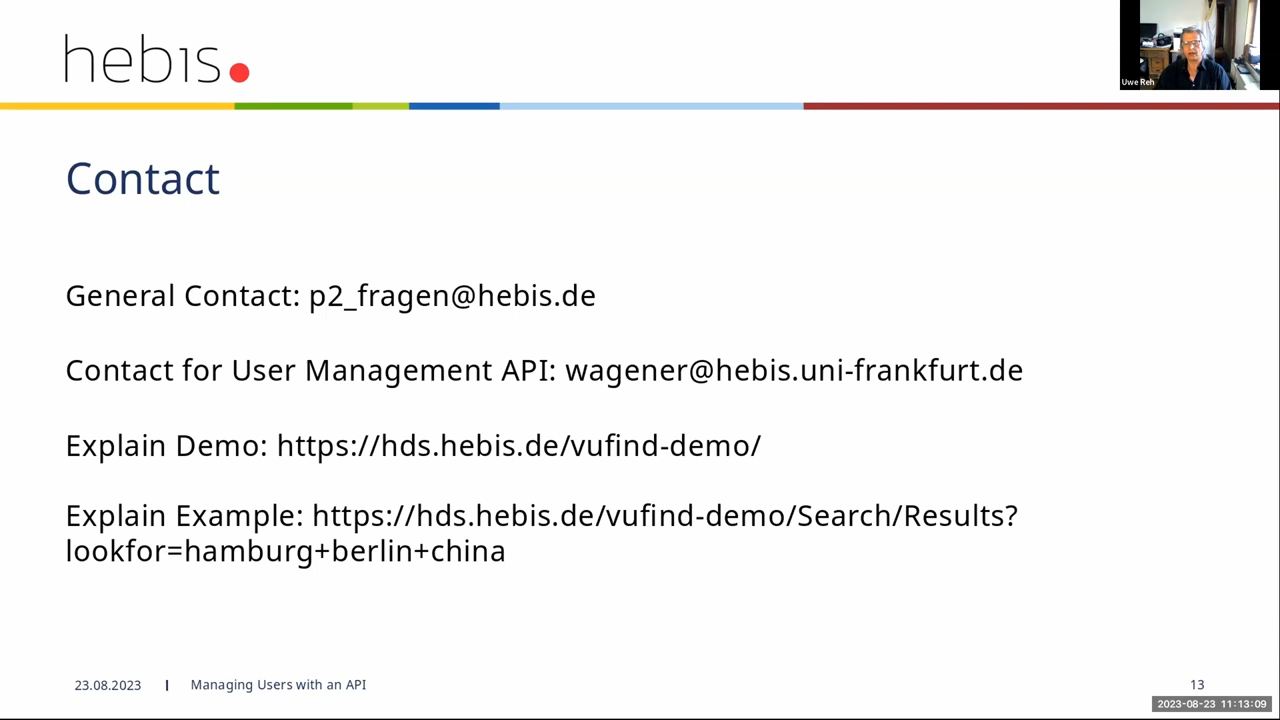 hebis
Uwe Reh
Contact
General Contact: p2_fragen@hebis.de
Contact for User Management API: wagener@hebis.uni-frankfurt.de
Explain Demo: https://hds.hebis.de/vufind-demo/
Explain Example: https://hds.hebis.de/vufind-demo/Search/Results?
lookfor=hamburg+berlin+china
23.08.2023 | Managing Users with an API 13
2023-08-23 11:13:09